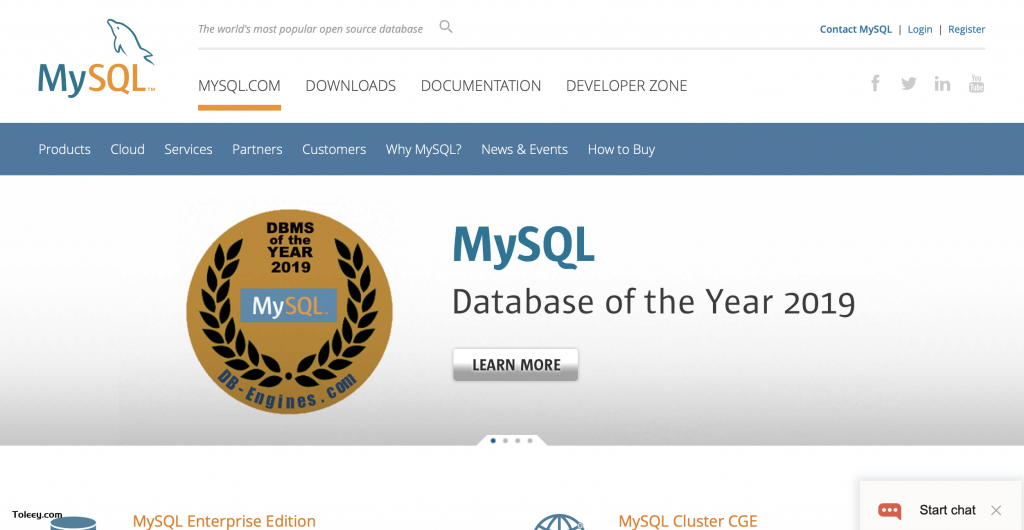 The world's most popular open source database
Contact MySQL | Login | Register
MySQL™
MYSQL.COM DOWNLOADS DOCUMENTATION DEVELOPER ZONE
You Tube
Products Cloud Services Partners Customers Why MySQL? News & Events How to Buy
DBMS
of the
YEAR
2019
MySQL
DB-Engines.com
MySQL
Database of the Year 2019
LEARN MORE
Start chat
Toleey.com
MySQL Enterprise Edition
MySQL Cluster CGE